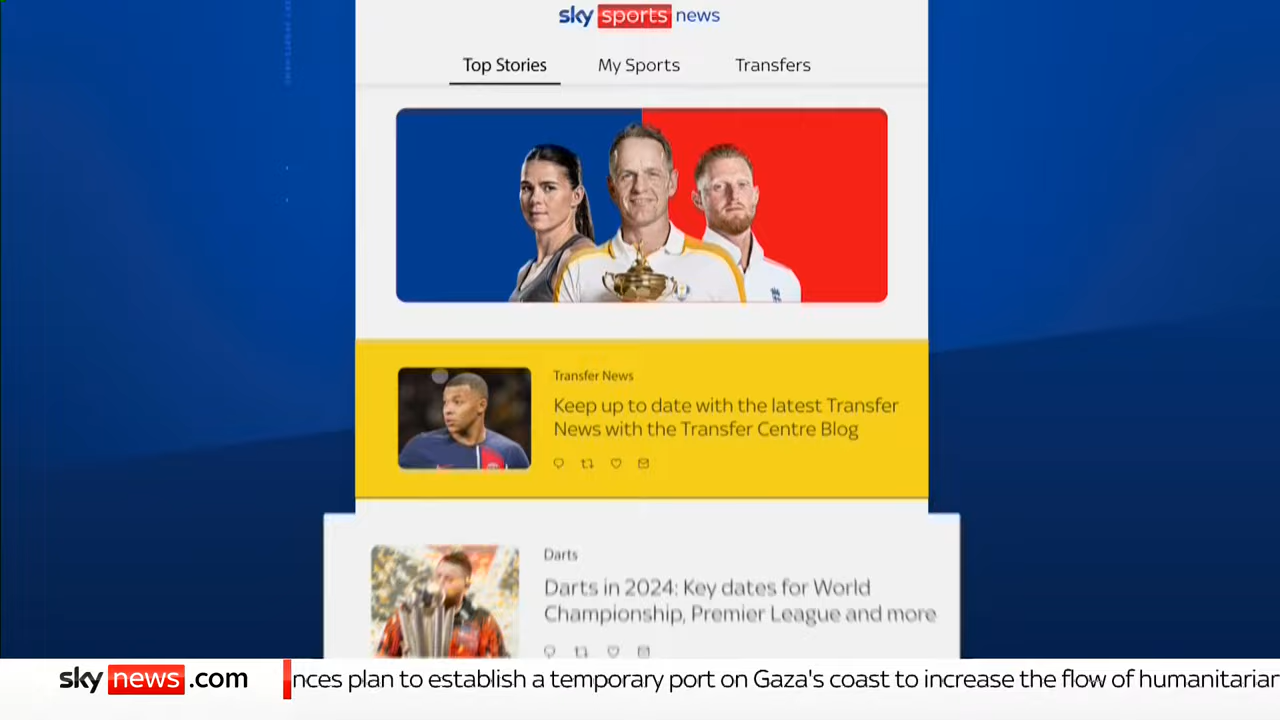 sky sports news
Top Stories
My Sports
Transfers
Transfer News
Keep up to date with the latest Transfer
News with the Transfer Centre Blog
Darts
Darts in 2024: Key dates for World
Championship, Premier League and more
sky news .com
nces plan to establish a temporary port on Gaza's coast to increase the flow of humanitarian